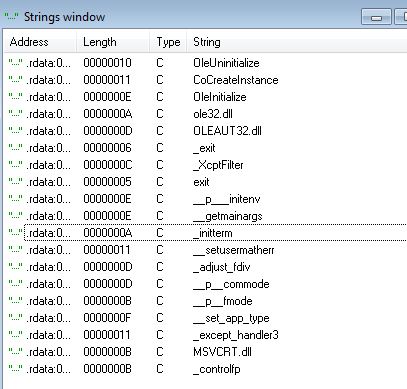 Strings window
Address Length Type String
"..." .rdata:0... 00000010 C OleUninitialize
"..." .rdata:0... 00000011 C CoCreateInstance
"..." .rdata:0... 0000000E C OleInitialize
"..." .rdata:0... 0000000A C ole32.dll
"..." .rdata:0... 0000000D C OLEAUT32.dll
"..." .rdata:0... 00000006 C _exit
"..." .rdata:0... 0000000C C _XcptFilter
"..." .rdata:0... 00000005 C exit
"..." .rdata:0... 0000000E C __p___initenv
"..." .rdata:0... 0000000E C __getmainargs
"..." .rdata:0... 0000000A C _initterm
"..." .rdata:0... 00000011 C __setusermatherr
"..." .rdata:0... 0000000D C _adjust_fdiv
"..." .rdata:0... 0000000D C __p__commode
"..." .rdata:0... 0000000B C __p__fmode
"..." .rdata:0... 0000000F C __set_app_type
"..." .rdata:0... 00000011 C _except_handler3
"..." .rdata:0... 0000000B C MSVCRT.dll
"..." .rdata:0... 0000000B C _controlfp